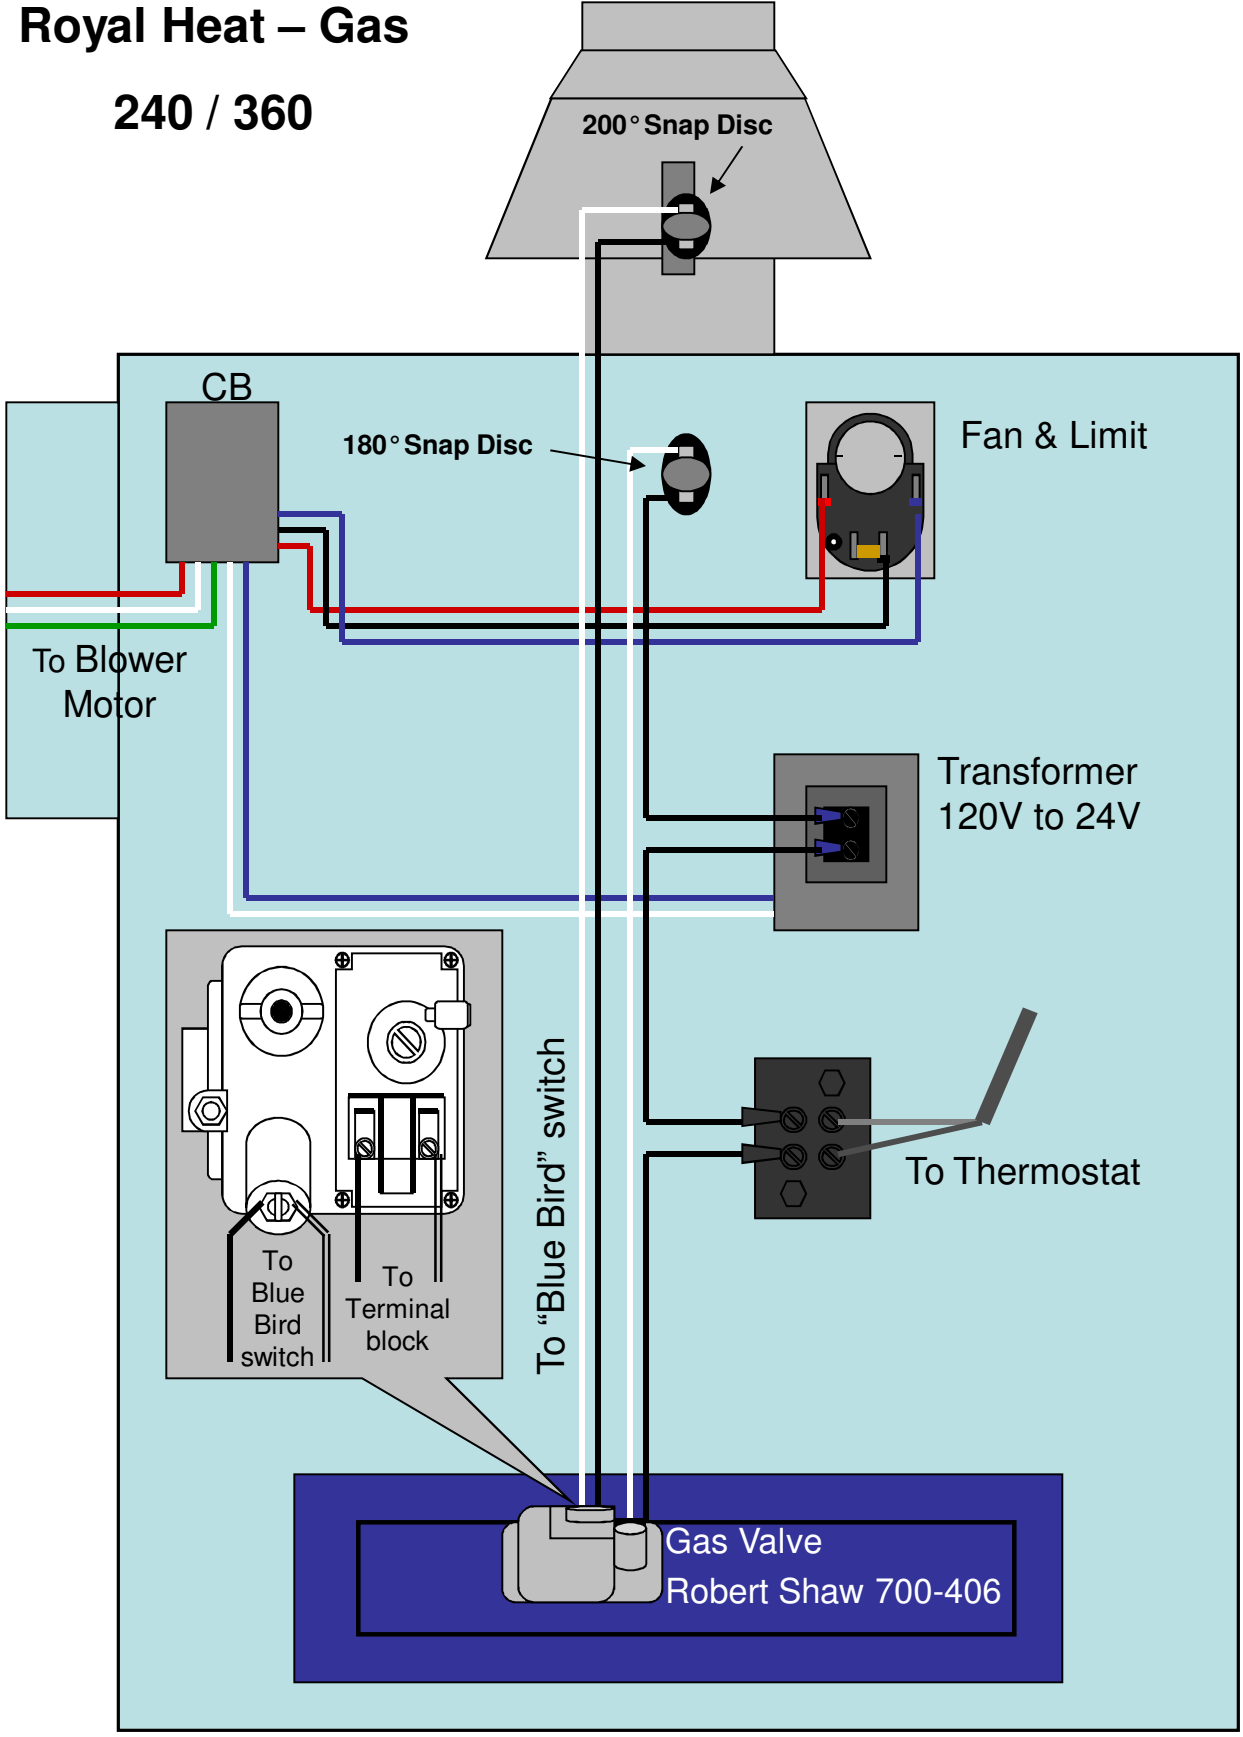 Royal Heat – Gas
240 / 360
200° Snap Disc
CB
180° Snap Disc
Fan & Limit
To Blower
Motor
Transformer
120V to 24V
To "Blue Bird" switch
To Thermostat
To
Blue
Bird
switch
To
Terminal
block
Gas Valve
Robert Shaw 700-406